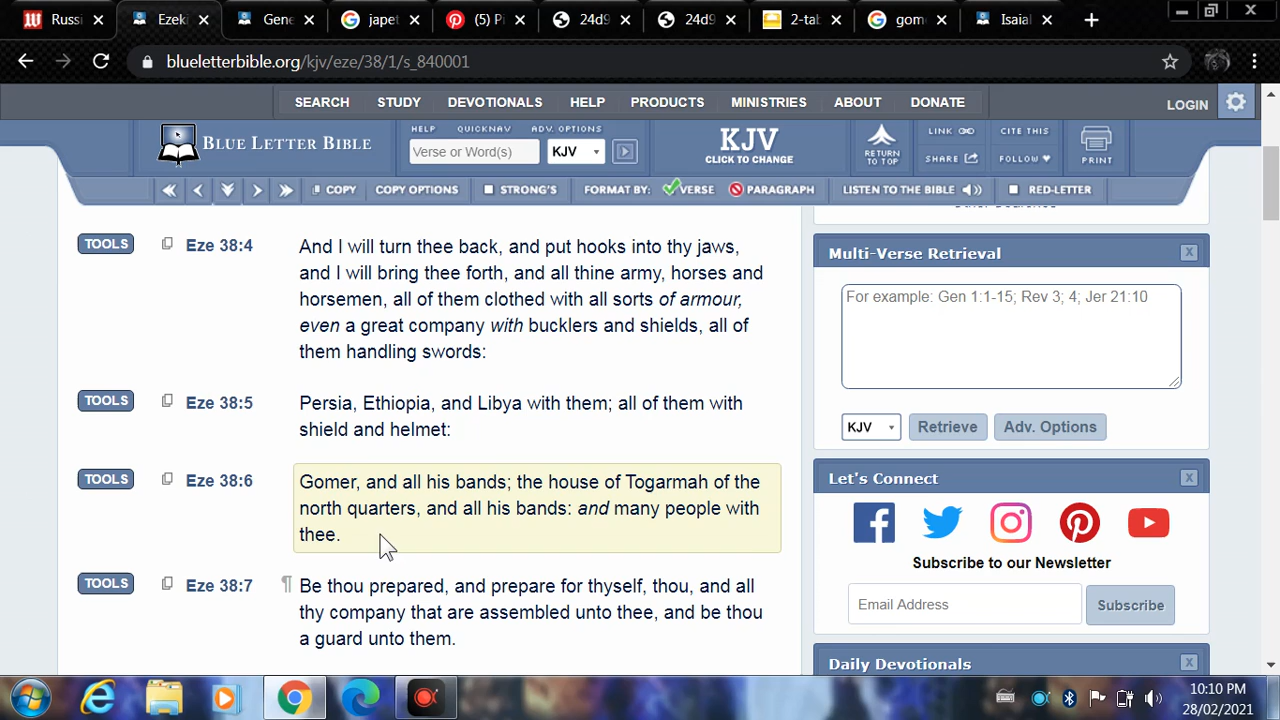 Russi
Ezeki
Gene
japet
(5) Pi
24d9
24d9
2-tab
gome
Isaial
blueletterbible.org/kjv/eze/38/1/s_840001
SEARCH STUDY DEVOTIONALS HELP PRODUCTS MINISTRIES ABOUT DONATE
LOGIN
BLUE LETTER BIBLE
HELP QUICKNAV ADV. OPTIONS
Verse or Word(s)
KJV
KJV
CLICK TO CHANGE
RETURN
TO TOP
LINK
CITE THIS
SHARE
FOLLOW
PRINT
COPY COPY OPTIONS STRONG'S FORMAT BY: VERSE PARAGRAPH LISTEN TO THE BIBLE RED-LETTER
TOOLS Eze 38:4
And I will turn thee back, and put hooks into thy jaws,
and I will bring thee forth, and all thine army, horses and
horsemen, all of them clothed with all sorts of armour,
even a great company with bucklers and shields, all of
them handling swords:
TOOLS Eze 38:5
Persia, Ethiopia, and Libya with them; all of them with
shield and helmet:
TOOLS Eze 38:6
Gomer, and all his bands; the house of Togarmah of the
north quarters, and all his bands: and many people with
thee.
TOOLS Eze 38:7
¶ Be thou prepared, and prepare for thyself, thou, and all
thy company that are assembled unto thee, and be thou
a guard unto them.
Multi-Verse Retrieval
For example: Gen 1:1-15; Rev 3; 4; Jer 21:10
KJV Retrieve Adv. Options
Let's Connect
Subscribe to our Newsletter
Email Address
Subscribe
Daily Devotionals
10:10 PM
28/02/2021